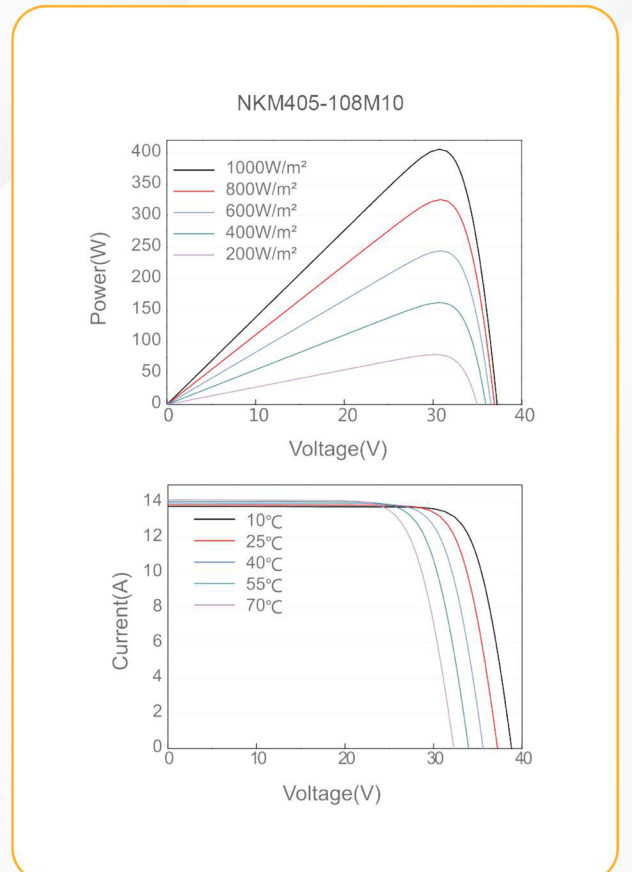 NKM405-108M10
400
350
300
250
200
150
100
50
0
Power(W)
1000W/m²
800W/m²
600W/m²
400W/m²
200W/m²
0 10 20 30 40
Voltage(V)
14
12
10
8
6
4
2
0
Current(A)
10℃
25℃
40℃
55℃
70℃
0 10 20 30 40
Voltage(V)